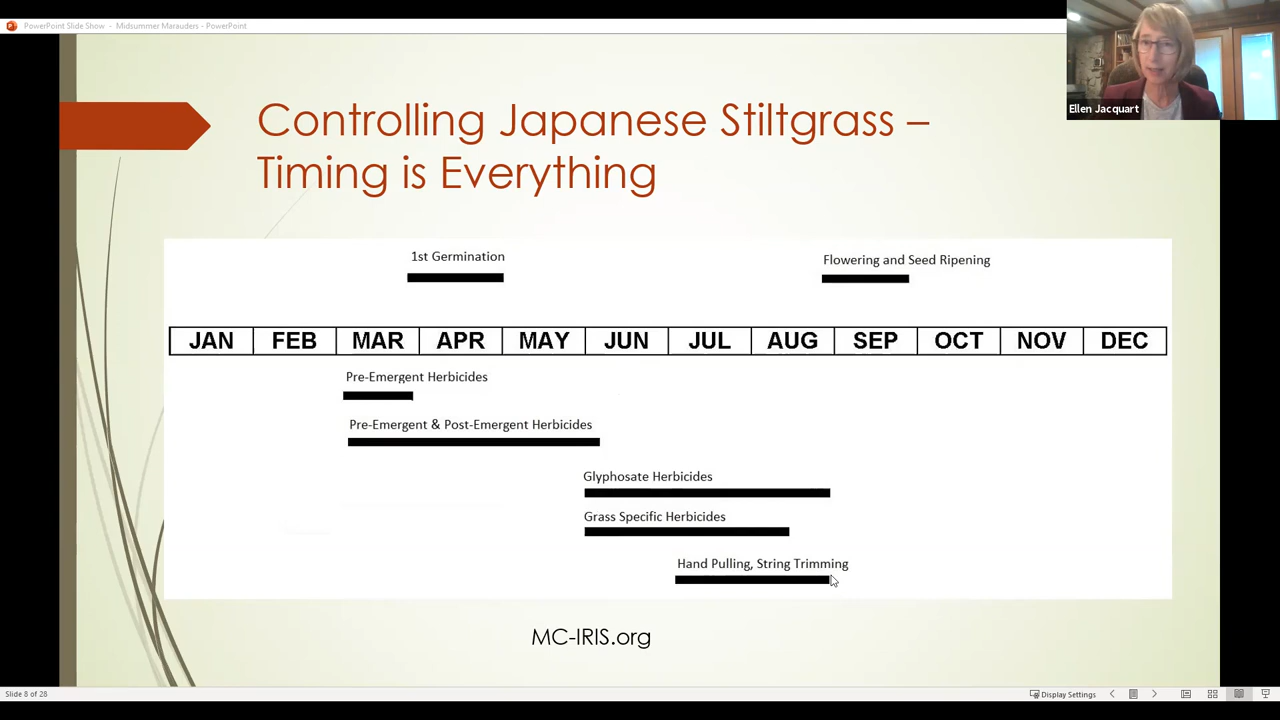 PowerPoint Slide Show - Midsummer Marauders - PowerPoint
Ellen Jacquart
Controlling Japanese Stiltgrass –
Timing is Everything
1st Germination
Flowering and Seed Ripening
JAN FEB MAR APR MAY JUN JUL AUG SEP OCT NOV DEC
Pre-Emergent Herbicides
Pre-Emergent & Post-Emergent Herbicides
Glyphosate Herbicides
Grass Specific Herbicides
Hand Pulling, String Trimming
MC-IRIS.org
Slide 8 of 28
Display Settings